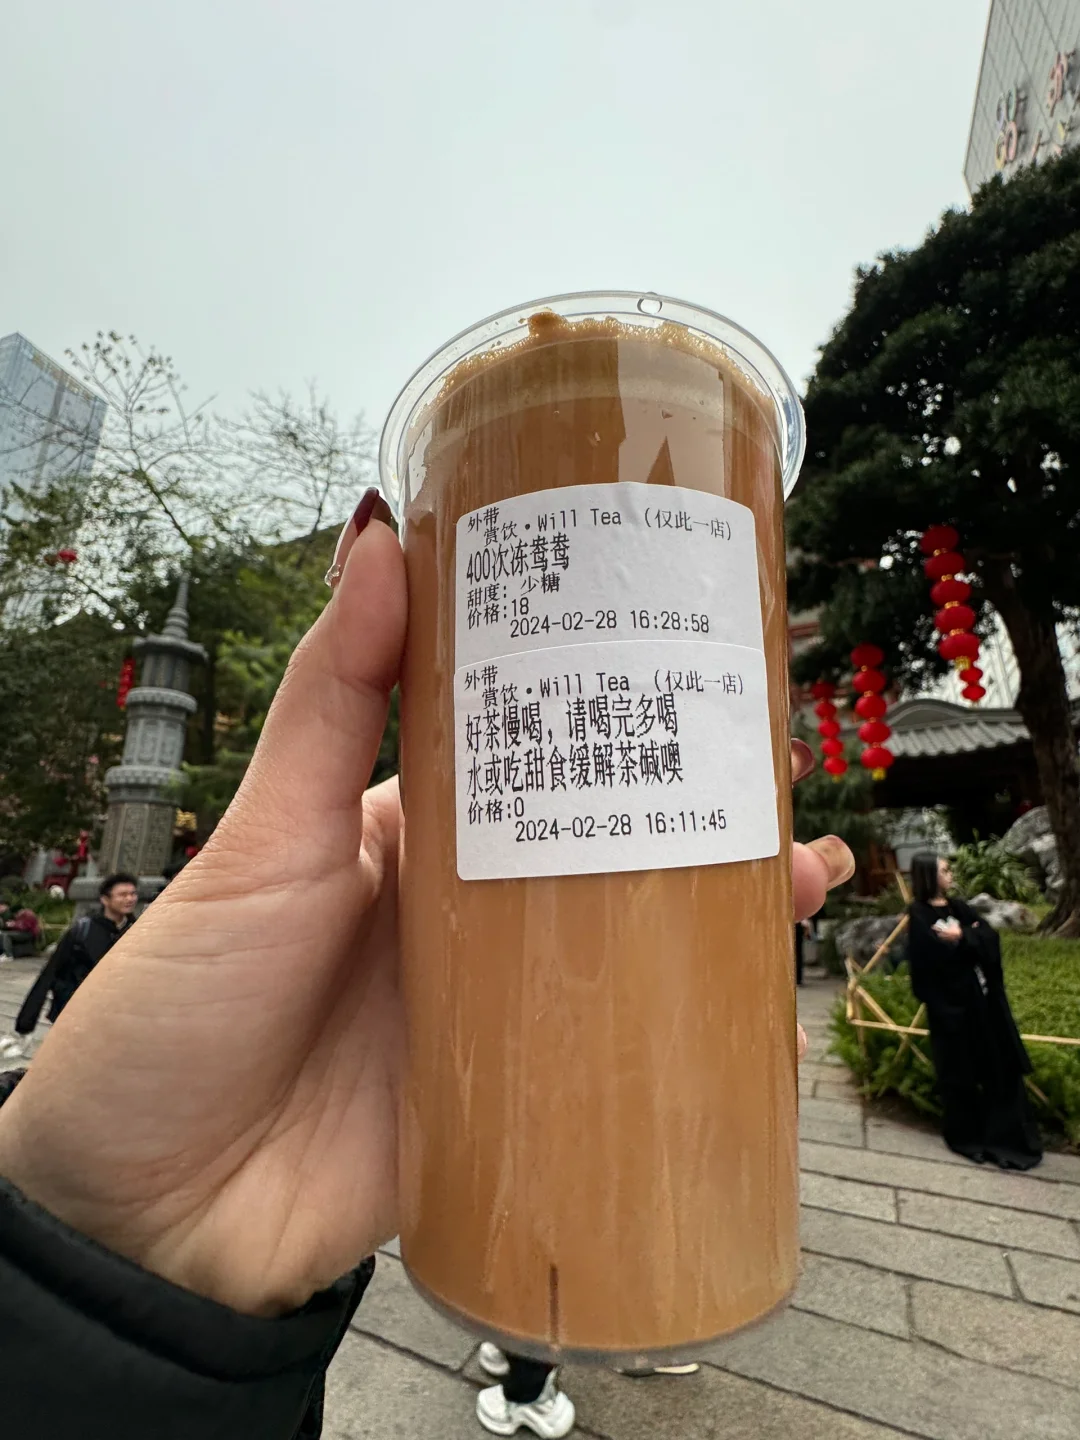 外带
赏饮·Will Tea (仅此一店)
400次冻鸯鸯
甜度: 少糖
价格:18
2024-02-28 16:28:58
外带
赏饮·Will Tea (仅此一店)
好茶慢喝，请喝完多喝
水或吃甜食缓解茶碱噢
价格:0
2024-02-28 16:11:45